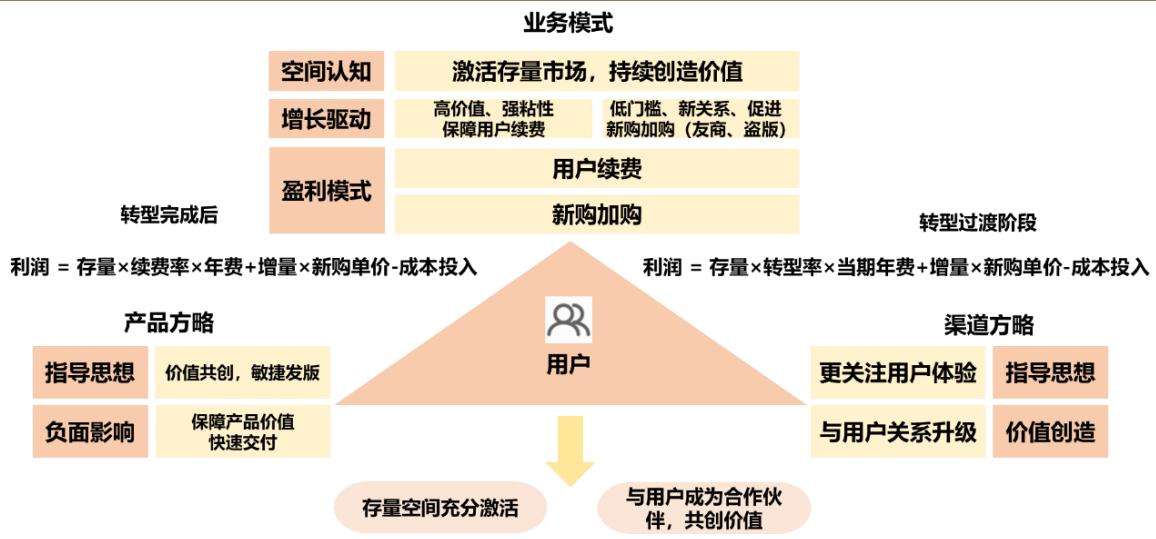 业务模式
空间认知
激活存量市场，持续创造价值
增长驱动
高价值、强粘性
保障用户续费
低门槛、新关系、促进
新购加购（友商、盗版）
盈利模式
用户续费
新购加购
转型完成后
利润 = 存量×续费率×年费+增量×新购单价-成本投入
转型过渡阶段
利润 = 存量×转型率×当期年费+增量×新购单价-成本投入
产品方略
指导思想
价值共创，敏捷发版
负面影响
保障产品价值
快速交付
用户
渠道方略
更关注用户体验
指导思想
与用户关系升级
价值创造
存量空间充分激活
与用户成为合作伙
伴，共创价值